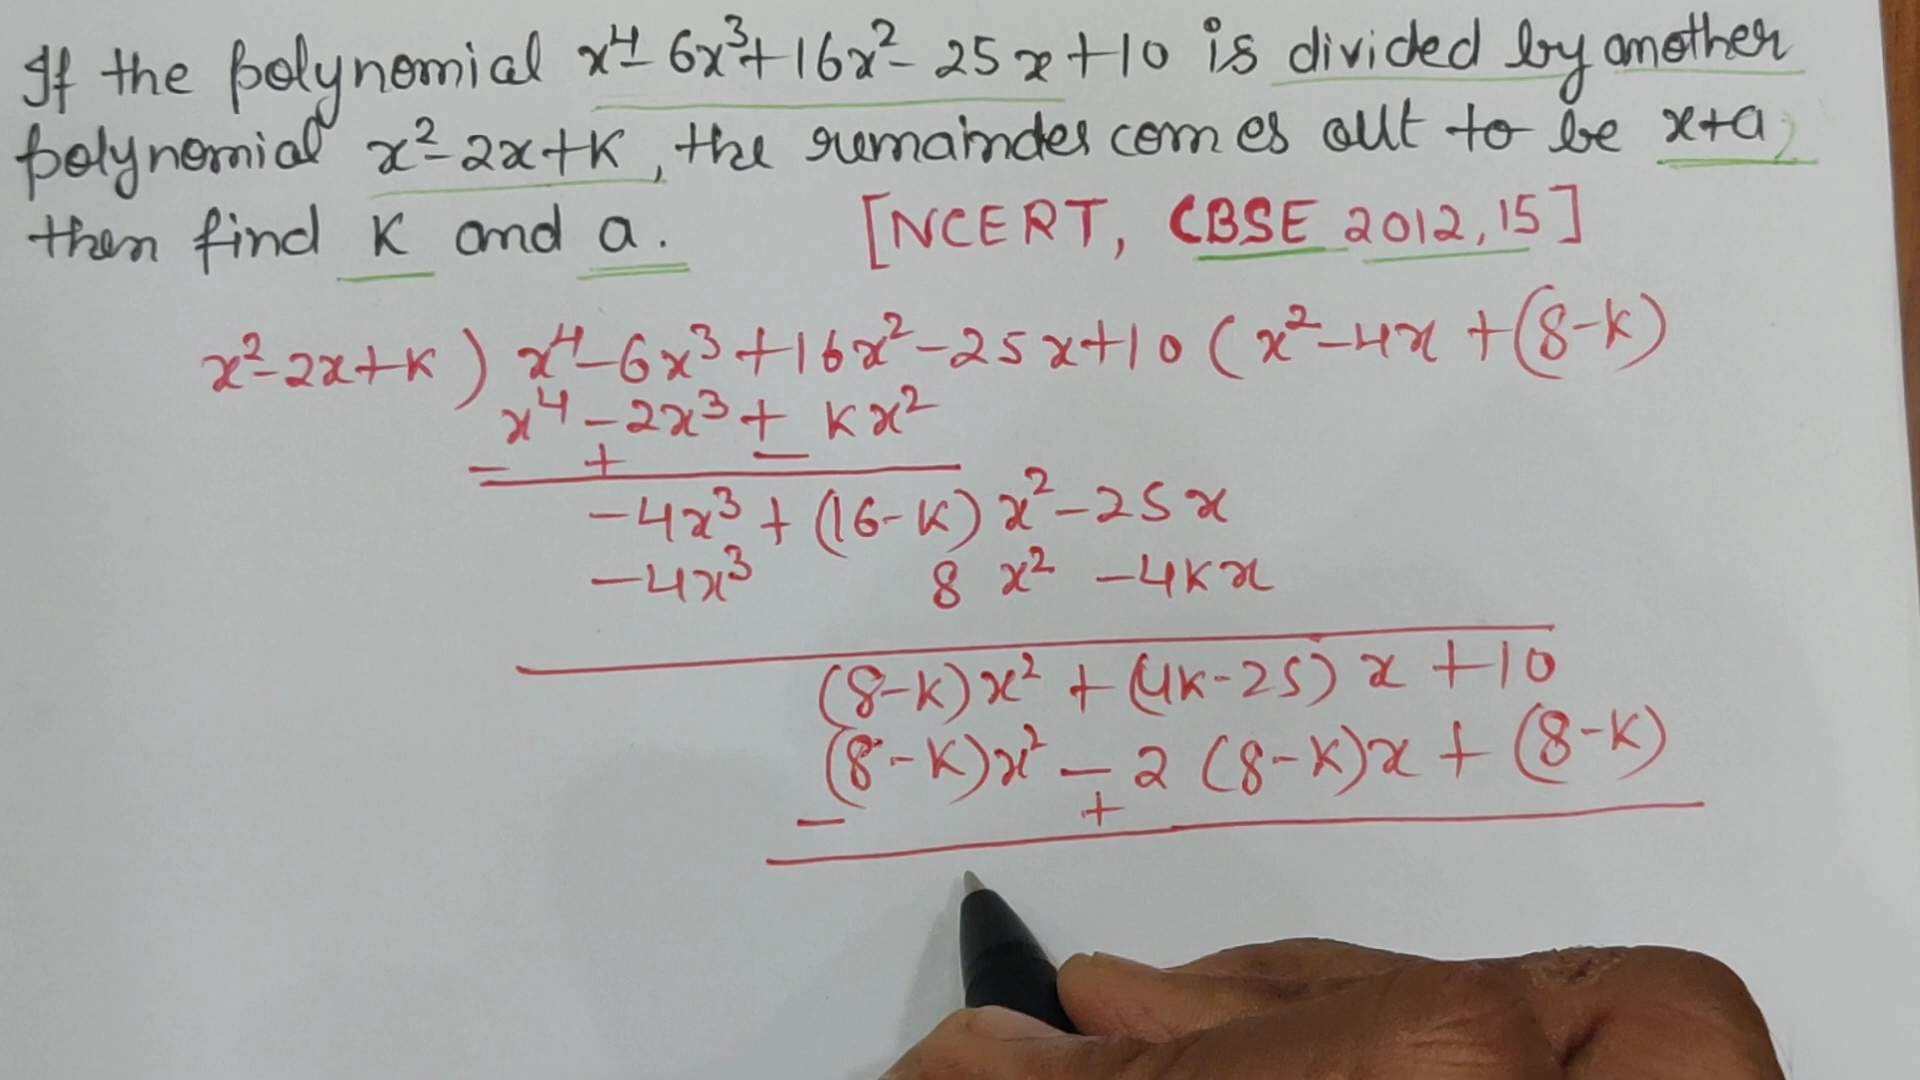 If the polynomial x⁴-6x³+16x²-25x+10 is divided by another
polynomial x²-2x+K, the remainder comes out to be x+a,
then find K and a. [NCERT, CBSE 2012,15]
x²-2x+K ) x⁴-6x³+16x²-25x+10 ( x²-4x+(8-K)
x⁴-2x³+ Kx²
- + -
-4x³+(16-K)x²-25x
-4x³ 8x² -4Kx
(8-K)x²+(4K-25)x+10
(8-K)x²-2(8-K)x+(8-K)
- +